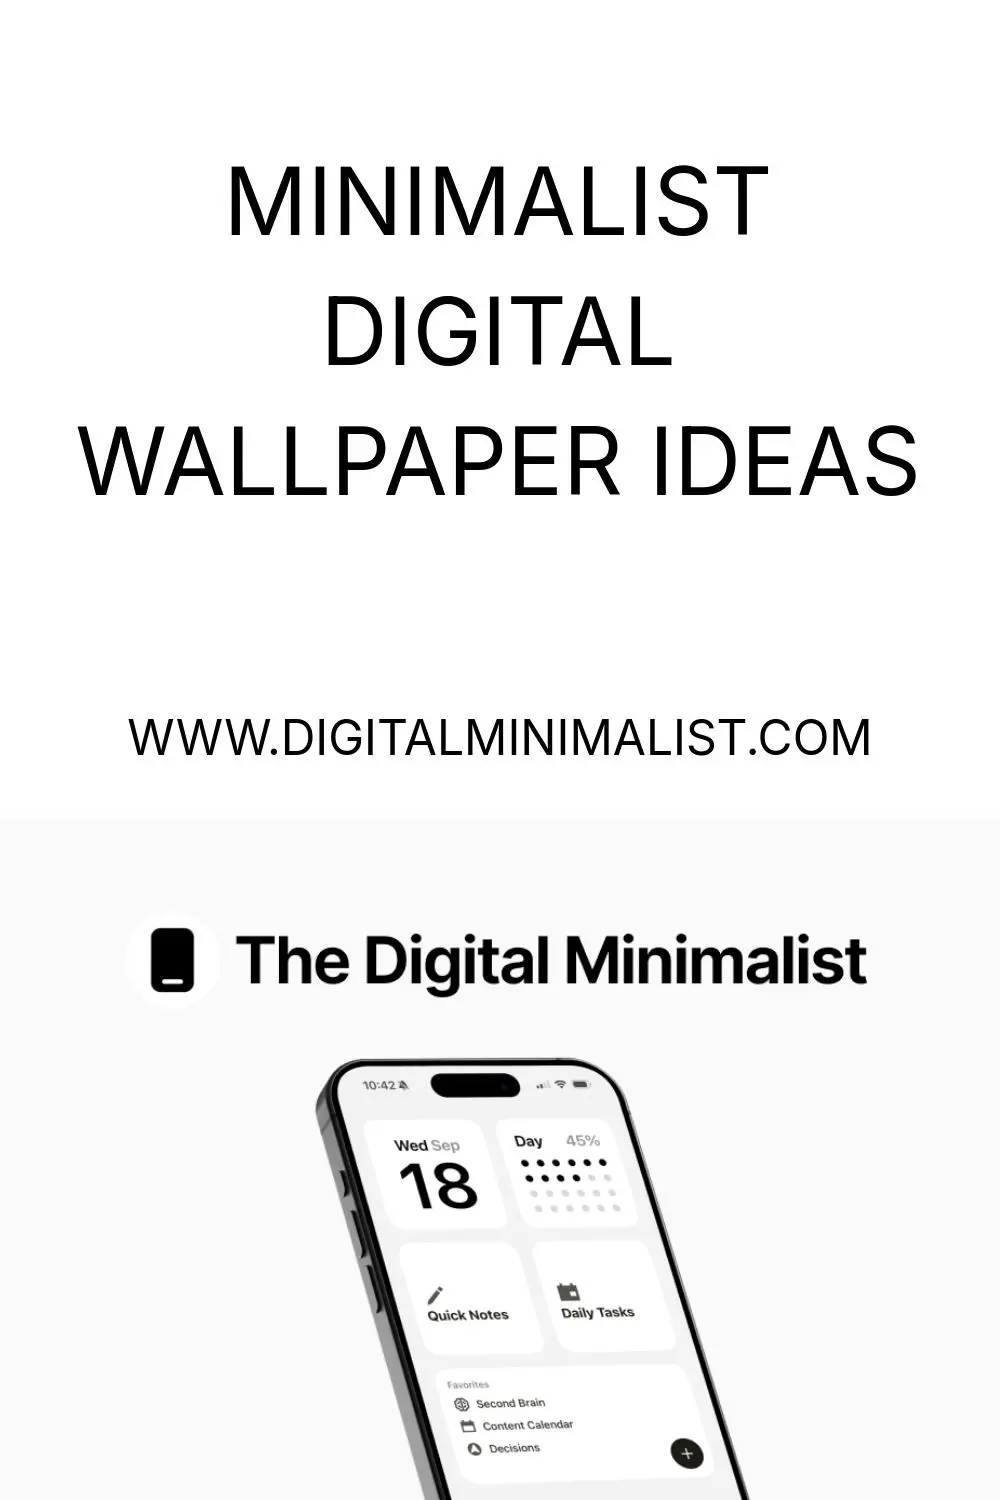 MINIMALIST
DIGITAL
WALLPAPER IDEAS
WWW.DIGITALMINIMALIST.COM
The Digital Minimalist
10:42
Wed Sep
18
Day 45%
Quick Notes
Daily Tasks
Favorites
Second Brain
Content Calendar
Decisions